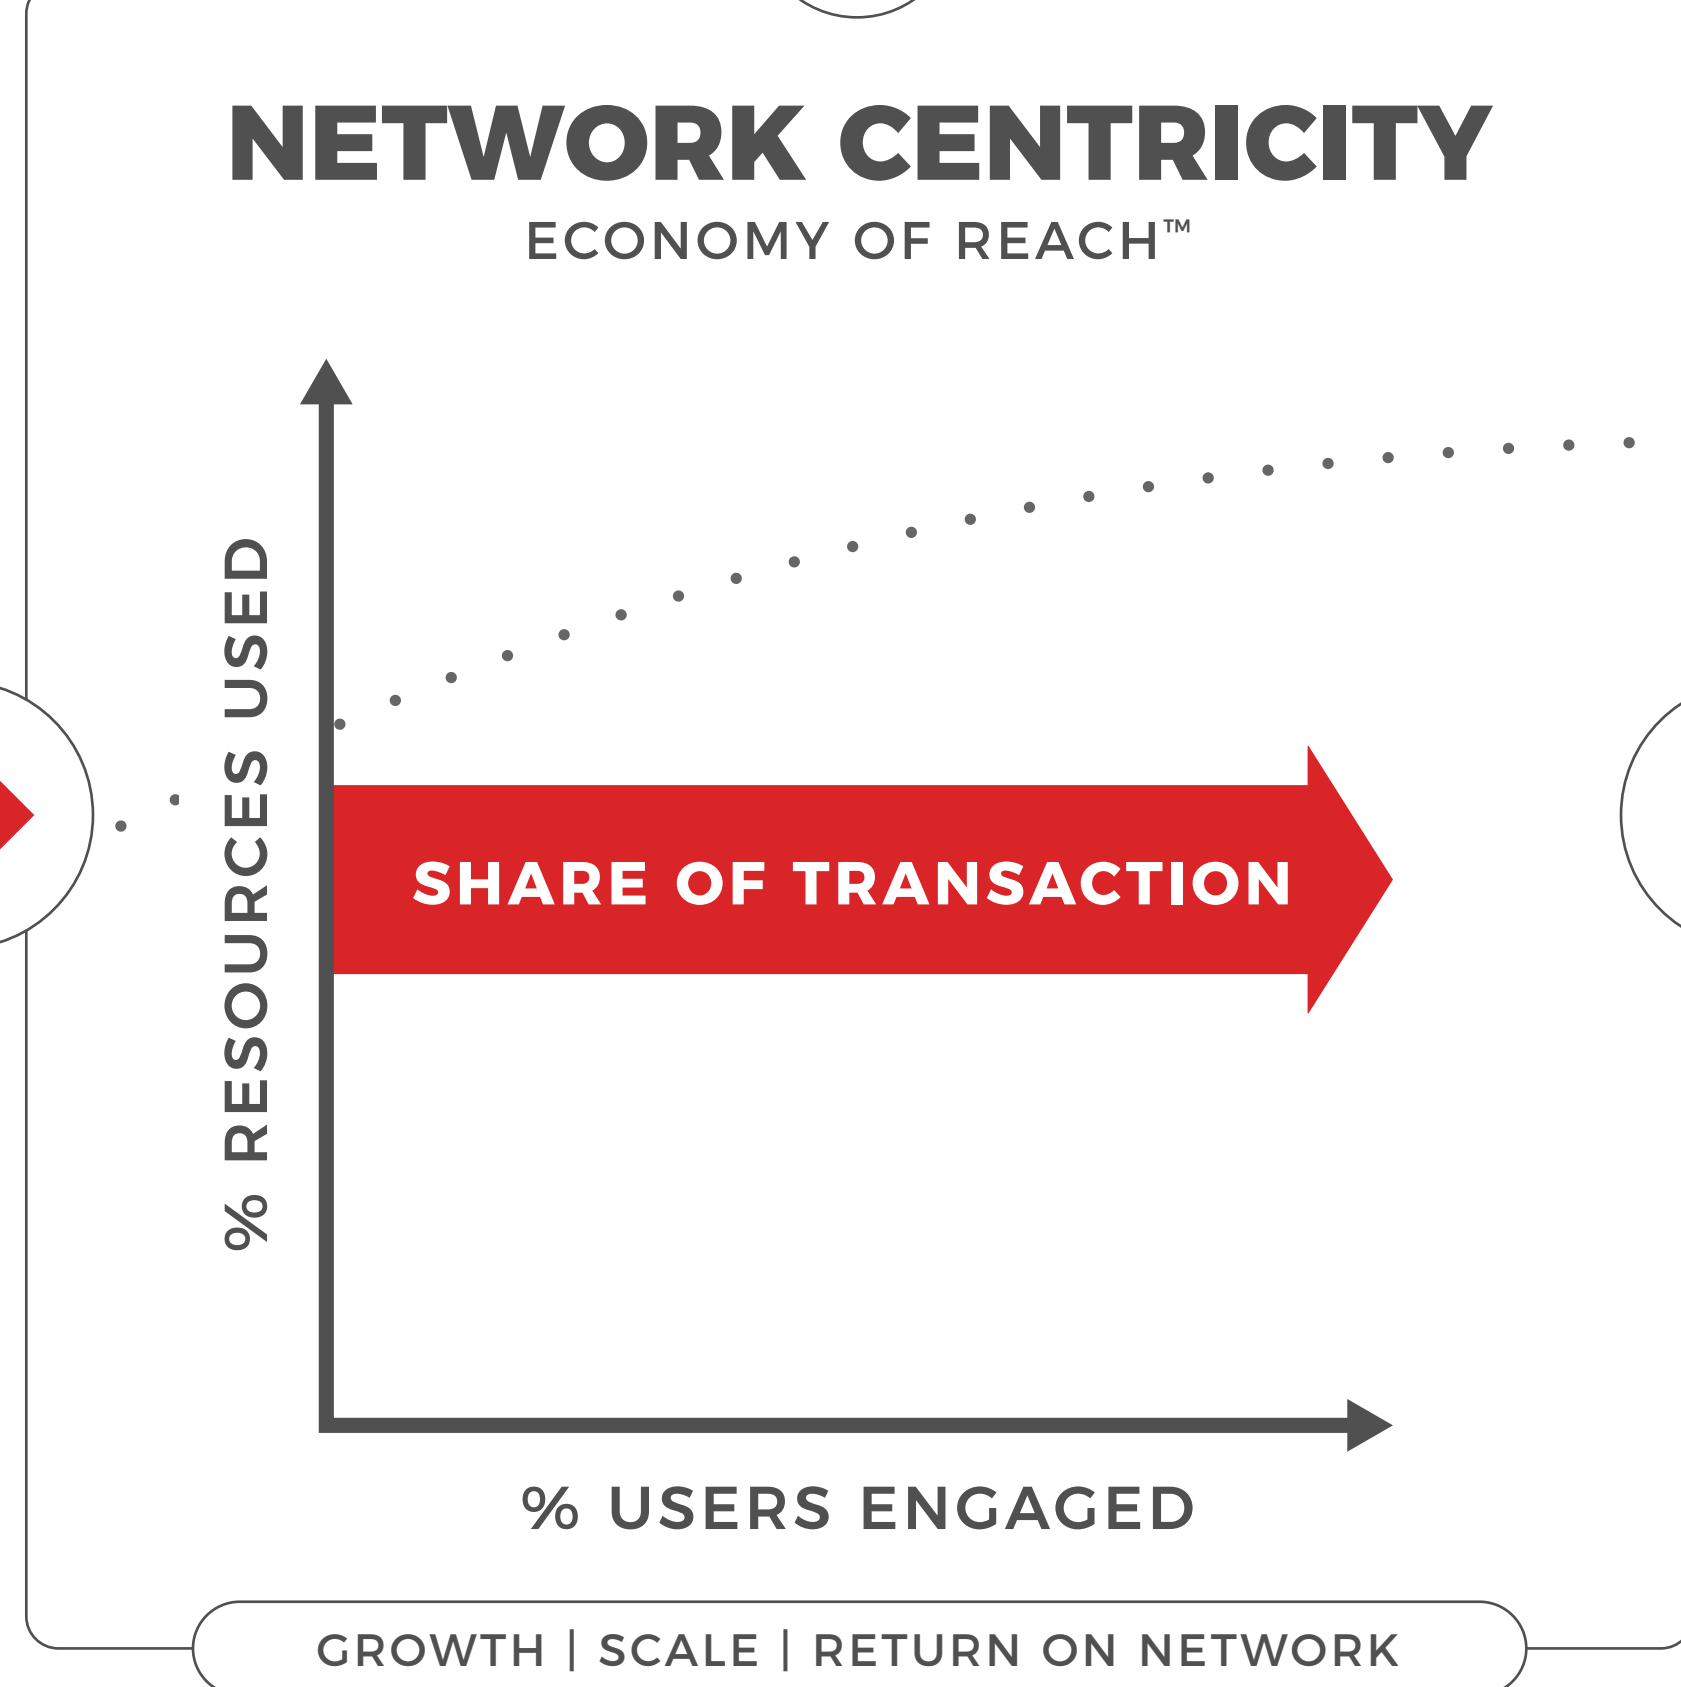 NETWORK CENTRICITY
ECONOMY OF REACH™
% RESOURCES USED
SHARE OF TRANSACTION
% USERS ENGAGED
GROWTH | SCALE | RETURN ON NETWORK